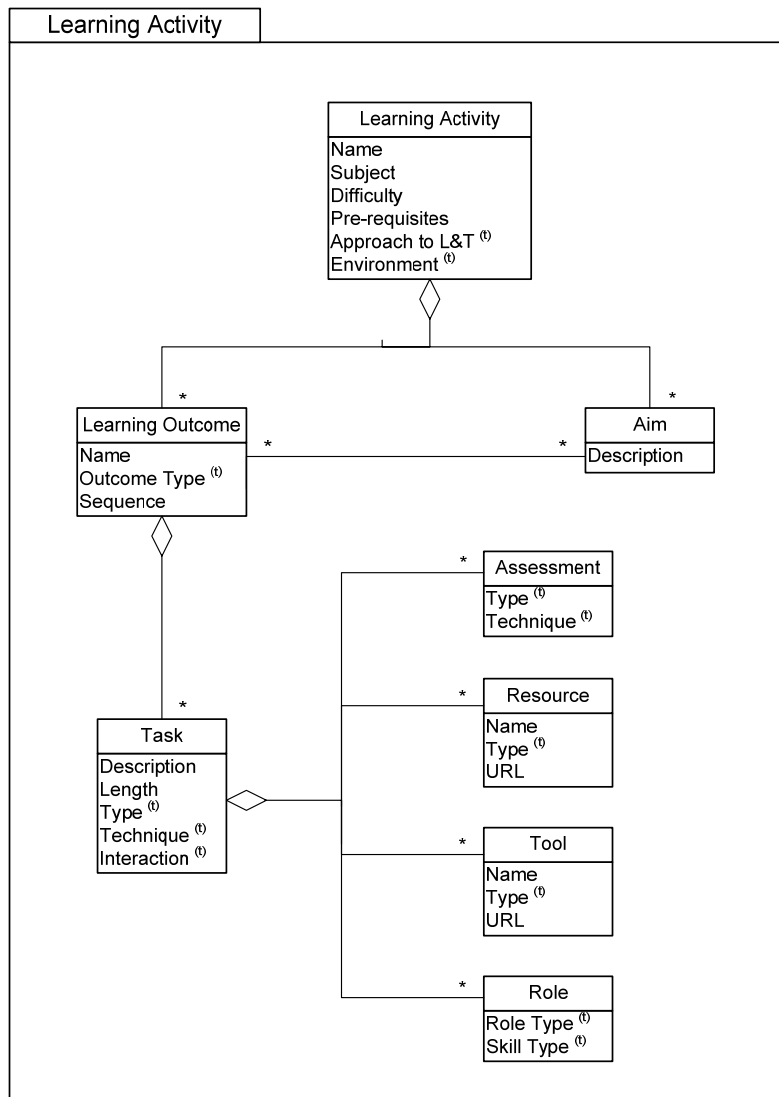 Learning Activity
Learning Activity
Name
Subject
Difficulty
Pre-requisites
Approach to L&T (t)
Environment (t)
*
*
Learning Outcome
Name
Outcome Type (t)
Sequence
*
*
Aim
Description
*
Assessment
Type (t)
Technique (t)
*
Resource
Name
Type (t)
URL
*
Task
Description
Length
Type (t)
Technique (t)
Interaction (t)
*
Tool
Name
Type (t)
URL
*
Role
Role Type (t)
Skill Type (t)